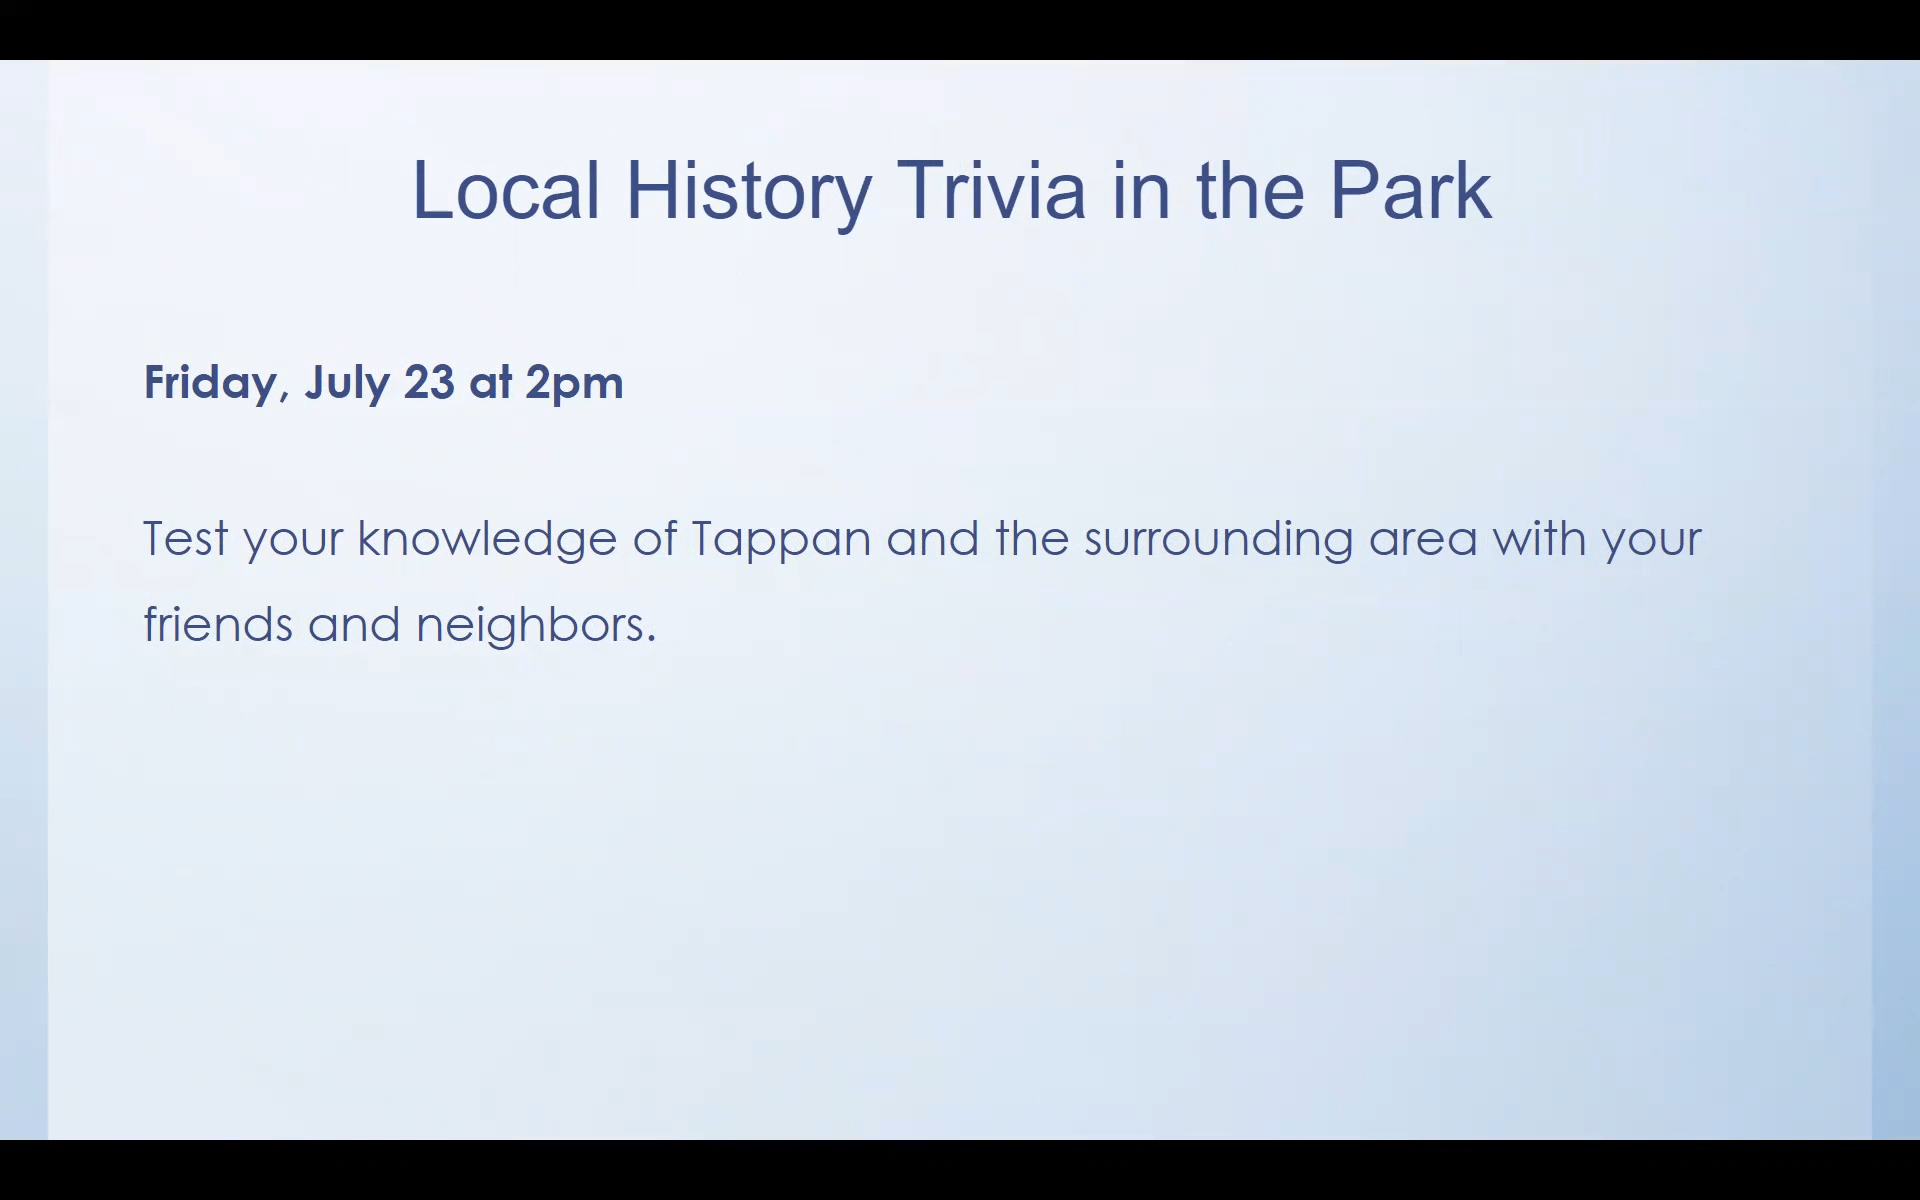 Local History Trivia in the Park
Friday, July 23 at 2pm
Test your knowledge of Tappan and the surrounding area with your
friends and neighbors.